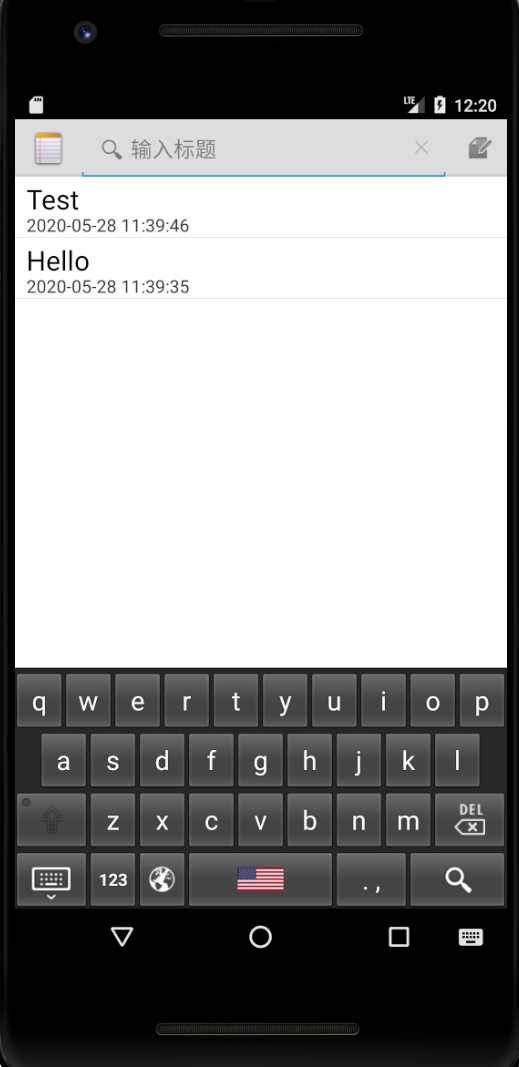 LTE 12:20
输入标题
Test
2020-05-28 11:39:46
Hello
2020-05-28 11:39:35
q w e r t y u i o p
a s d f g h j k l
z x c v b n m DEL
123 . ,